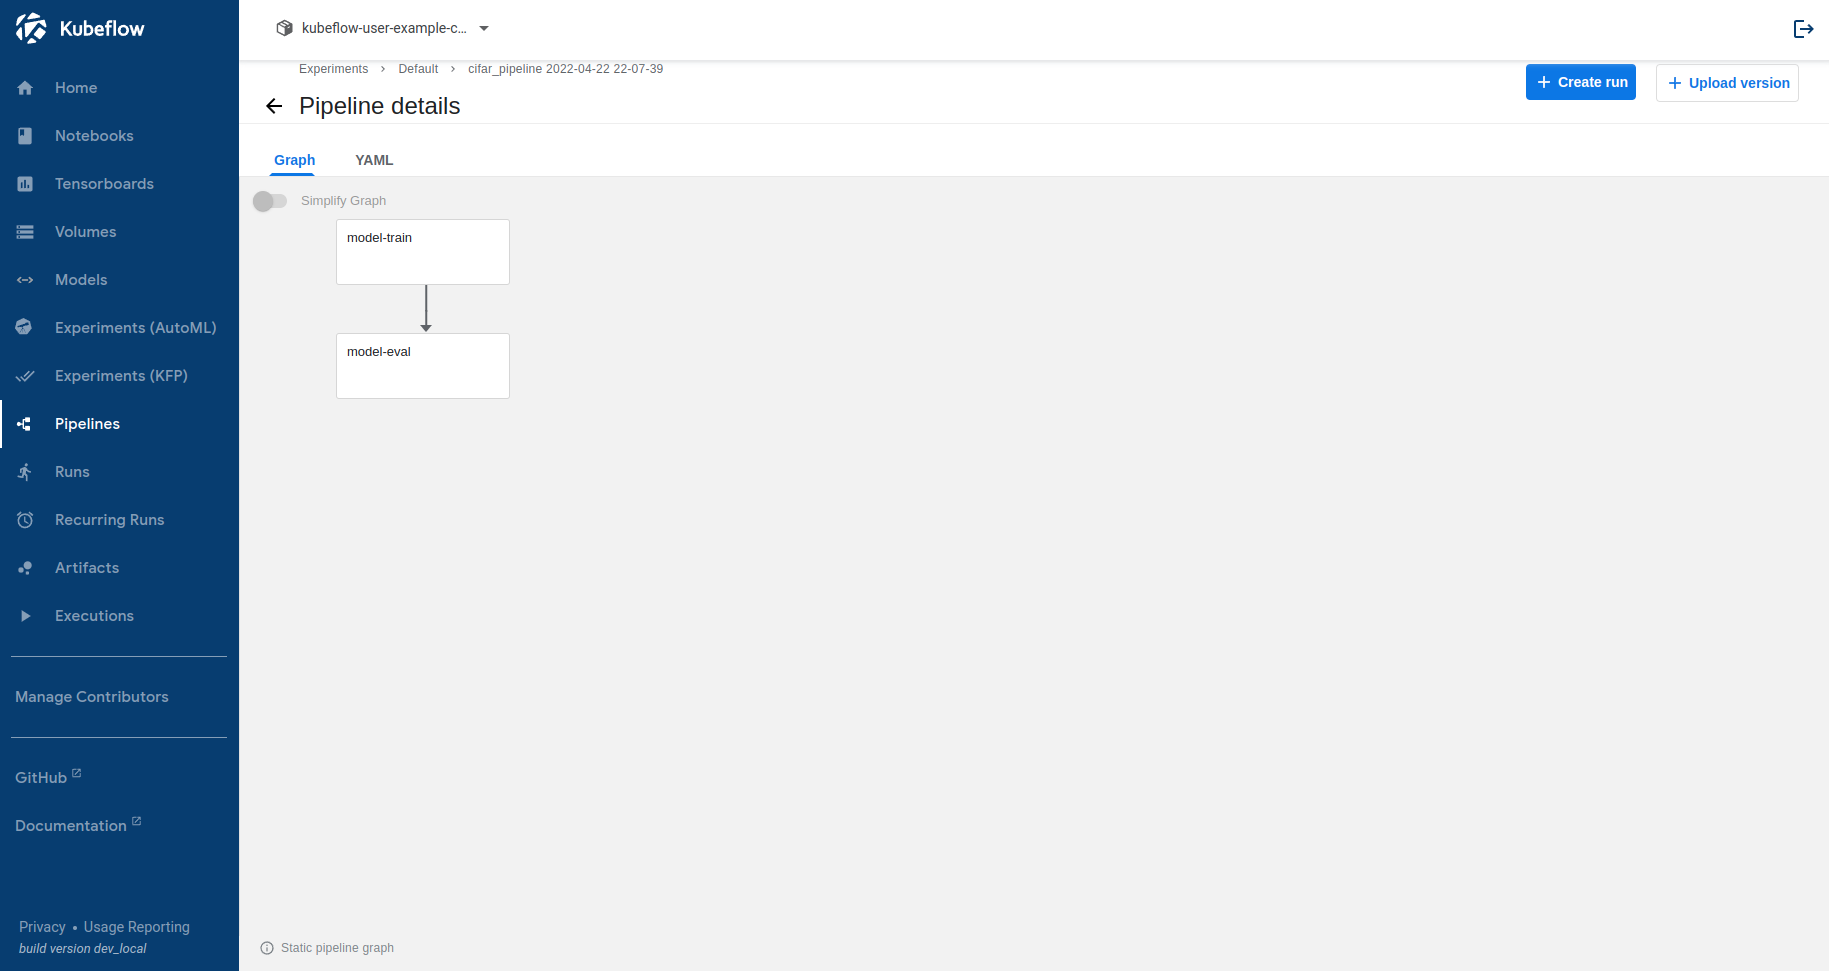 Kubeflow
Home
Notebooks
Tensorboards
Volumes
Models
Experiments (AutoML)
Experiments (KFP)
Pipelines
Runs
Recurring Runs
Artifacts
Executions
Manage Contributors
GitHub
Documentation
Privacy • Usage Reporting
build version dev_local
kubeflow-user-example-c...
Experiments > Default > cifar_pipeline 2022-04-22 22-07-39
Pipeline details
+ Create run
+ Upload version
Graph YAML
Simplify Graph
model-train
model-eval
Static pipeline graph